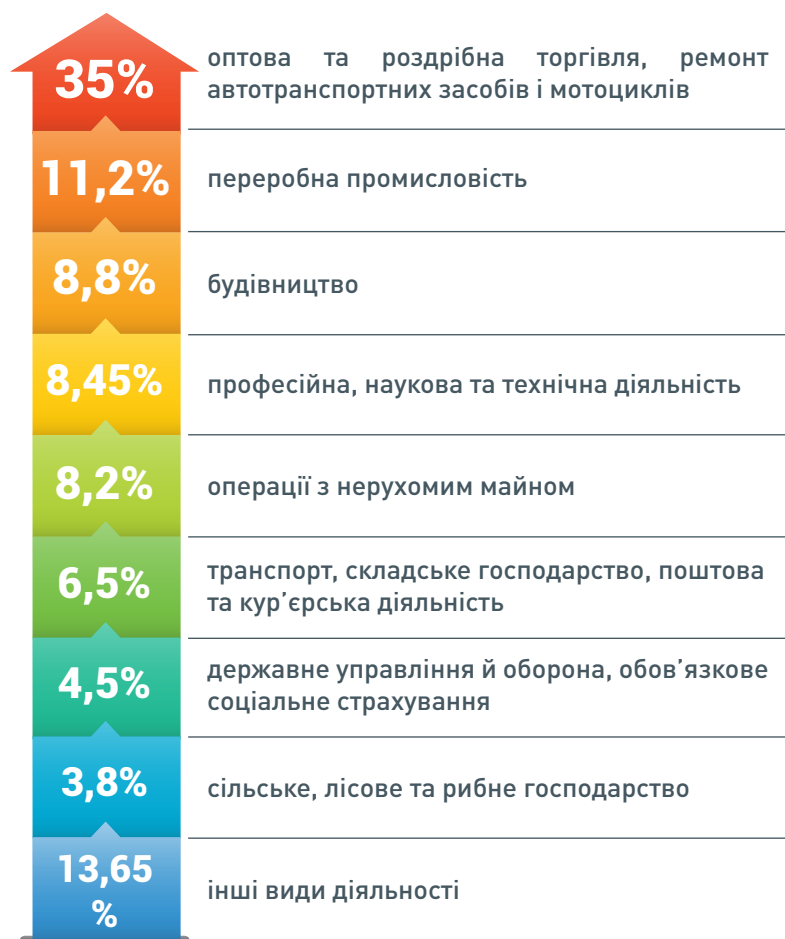 35%
оптова та роздрібна торгівля, ремонт
автотранспортних засобів і мотоциклів
11,2%
переробна промисловість
8,8%
будівництво
8,45%
професійна, наукова та технічна діяльність
8,2%
операції з нерухомим майном
6,5%
транспорт, складське господарство, поштова
та кур’єрська діяльність
4,5%
державне управління й оборона, обов’язкове
соціальне страхування
3,8%
сільське, лісове та рибне господарство
13,65
%
інші види діяльності